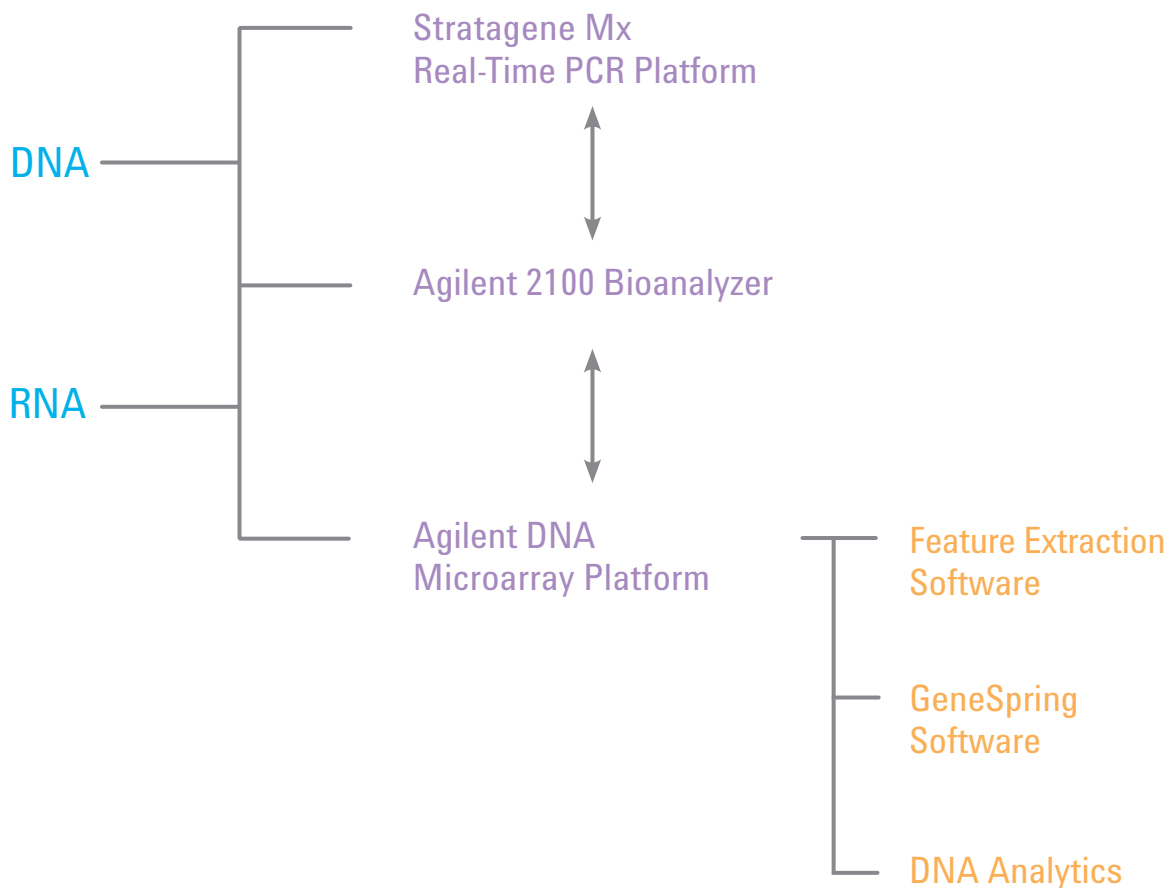 Stratagene Mx
Real-Time PCR Platform
DNA
Agilent 2100 Bioanalyzer
RNA
Agilent DNA
Microarray Platform
Feature Extraction
Software
GeneSpring
Software
DNA Analytics